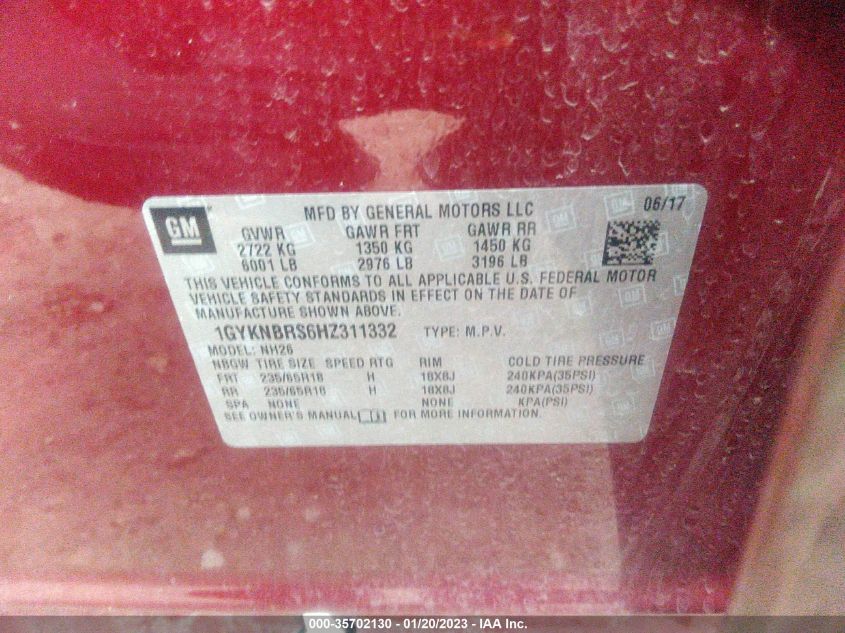 GM
MFD BY GENERAL MOTORS LLC 06/17
GVWR GAWR FRT GAWR RR
2722 KG 1350 KG 1450 KG
6001 LB 2976 LB 3196 LB
THIS VEHICLE CONFORMS TO ALL APPLICABLE U.S. FEDERAL MOTOR
VEHICLE SAFETY STANDARDS IN EFFECT ON THE DATE OF
MANUFACTURE SHOWN ABOVE.
1GYKNBRS6HZ311332 TYPE: M.P.V.
MODEL: NH26
NBGW TIRE SIZE SPEED RTG RIM COLD TIRE PRESSURE
FRT 235/65R18 H 18X8J 240KPA(35PSI)
RR 235/65R18 H 18X8J 240KPA(35PSI)
SPA NONE NONE KPA(PSI)
SEE OWNER'S MANUAL FOR MORE INFORMATION.
000-35702130 - 01/20/2023 - IAA Inc.